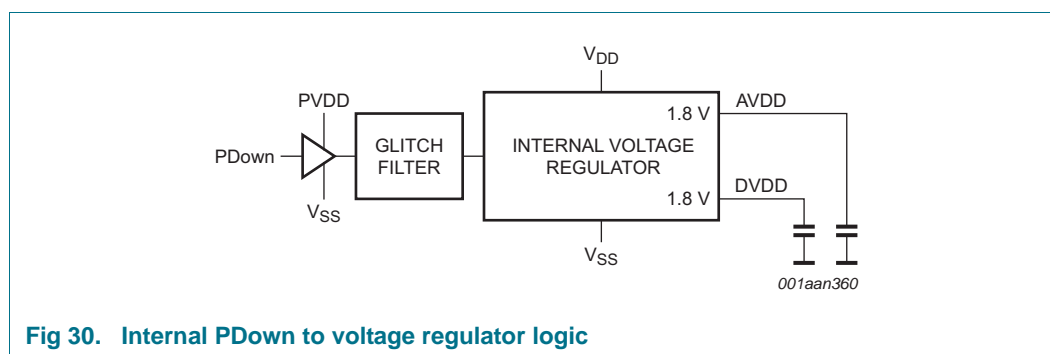 VDD
PVDD
1.8 V
AVDD
PDown
GLITCH
FILTER
INTERNAL VOLTAGE
REGULATOR
1.8 V
DVDD
VSS
VSS
001aan360
Fig 30. Internal PDown to voltage regulator logic